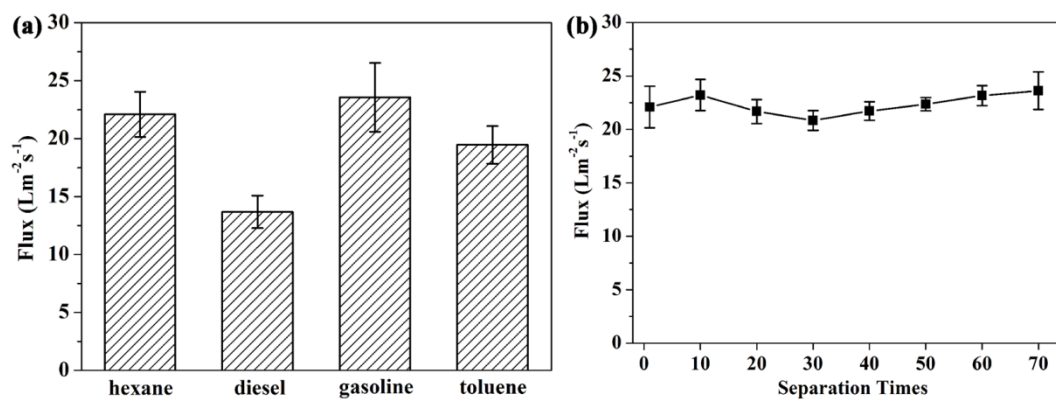 (a)
30
25
20
15
10
5
0
Flux (Lm⁻²s⁻¹)
hexane diesel gasoline toluene
(b)
30
25
20
15
10
5
0
Flux (Lm⁻²s⁻¹)
0 10 20 30 40 50 60 70
Separation Times